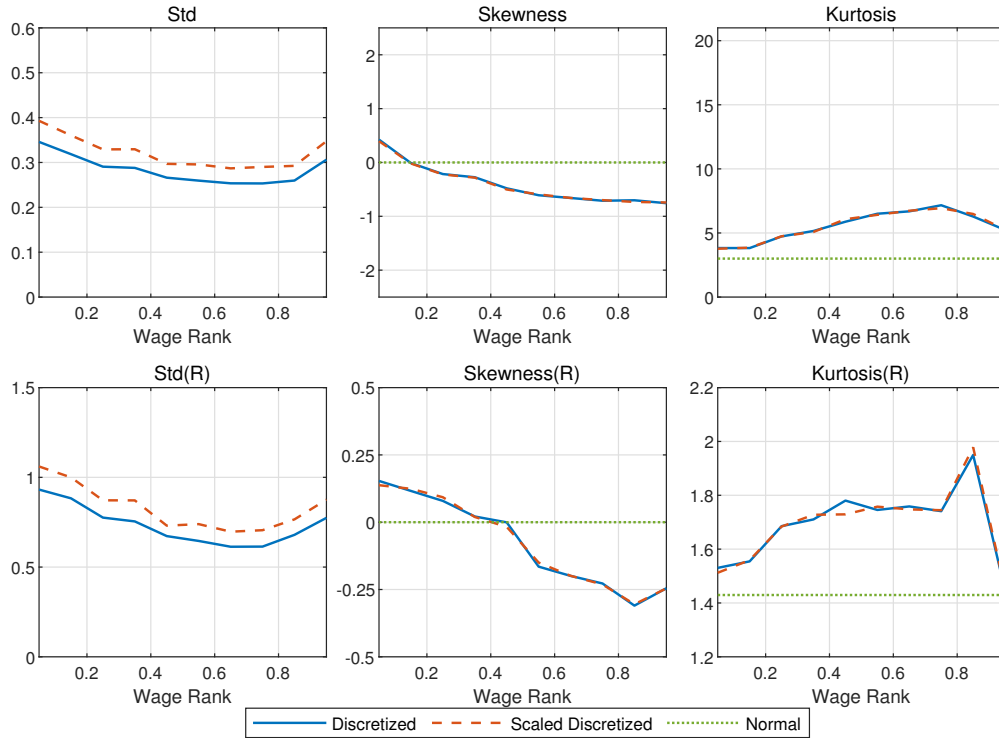 Std
0.6
0.5
0.4
0.3
0.2
0.1
0
0.2 0.4 0.6 0.8
Wage Rank
Skewness
2
1
0
-1
-2
0.2 0.4 0.6 0.8
Wage Rank
Kurtosis
20
15
10
5
0
0.2 0.4 0.6 0.8
Wage Rank
Std(R)
1.5
1
0.5
0
0.2 0.4 0.6 0.8
Wage Rank
Skewness(R)
0.5
0.25
0
-0.25
-0.5
0.2 0.4 0.6 0.8
Wage Rank
Kurtosis(R)
2.2
2
1.8
1.6
1.4
1.2
0.2 0.4 0.6 0.8
Wage Rank
Discretized Scaled Discretized Normal